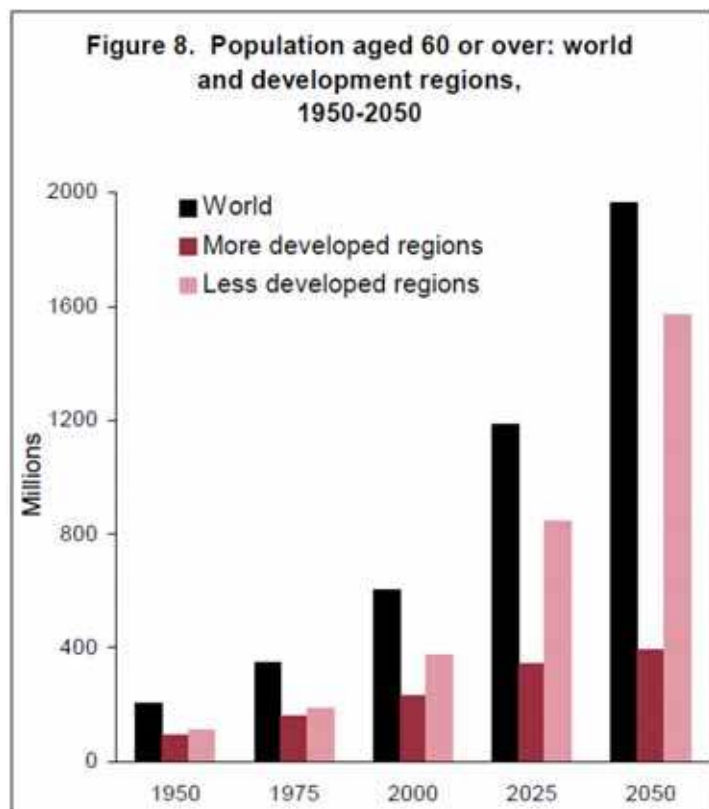 Figure 8. Population aged 60 or over: world
and development regions,
1950-2050
World
More developed regions
Less developed regions
Millions
2000
1600
1200
800
400
0
1950 1975 2000 2025 2050